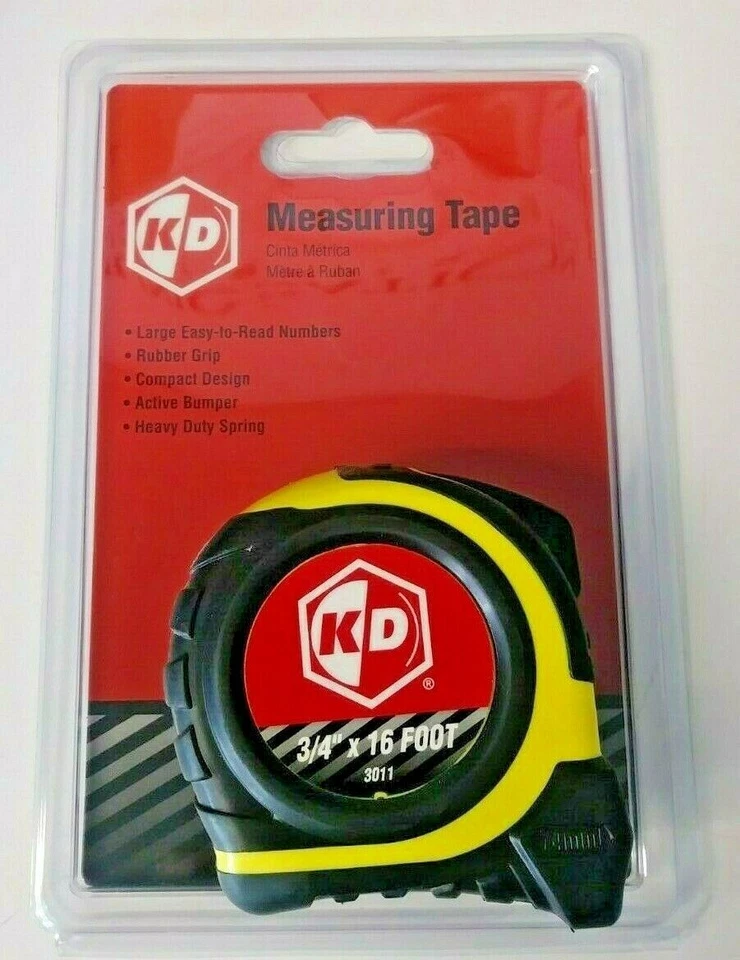 KD
Measuring Tape
Cinta Métrica
Mètre à Ruban
• Large Easy-to-Read Numbers
• Rubber Grip
• Compact Design
• Active Bumper
• Heavy Duty Spring
KD
®
3/4" x 16 FOOT
3011